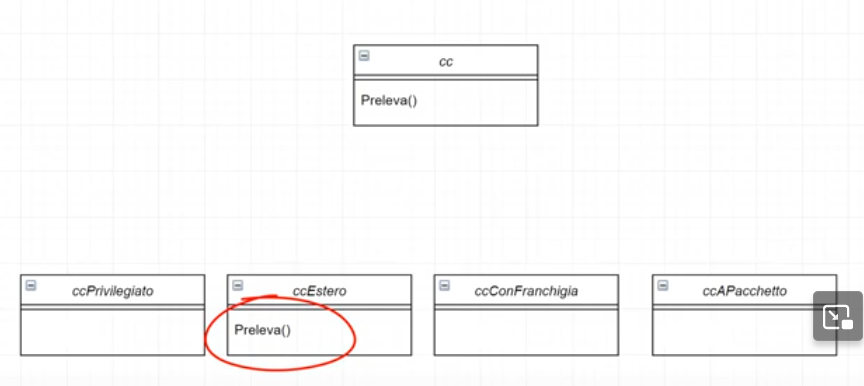 cc
Preleva()
ccPrivilegiato
ccEstero
ccConFranchigia
ccAPacchetto
Preleva()